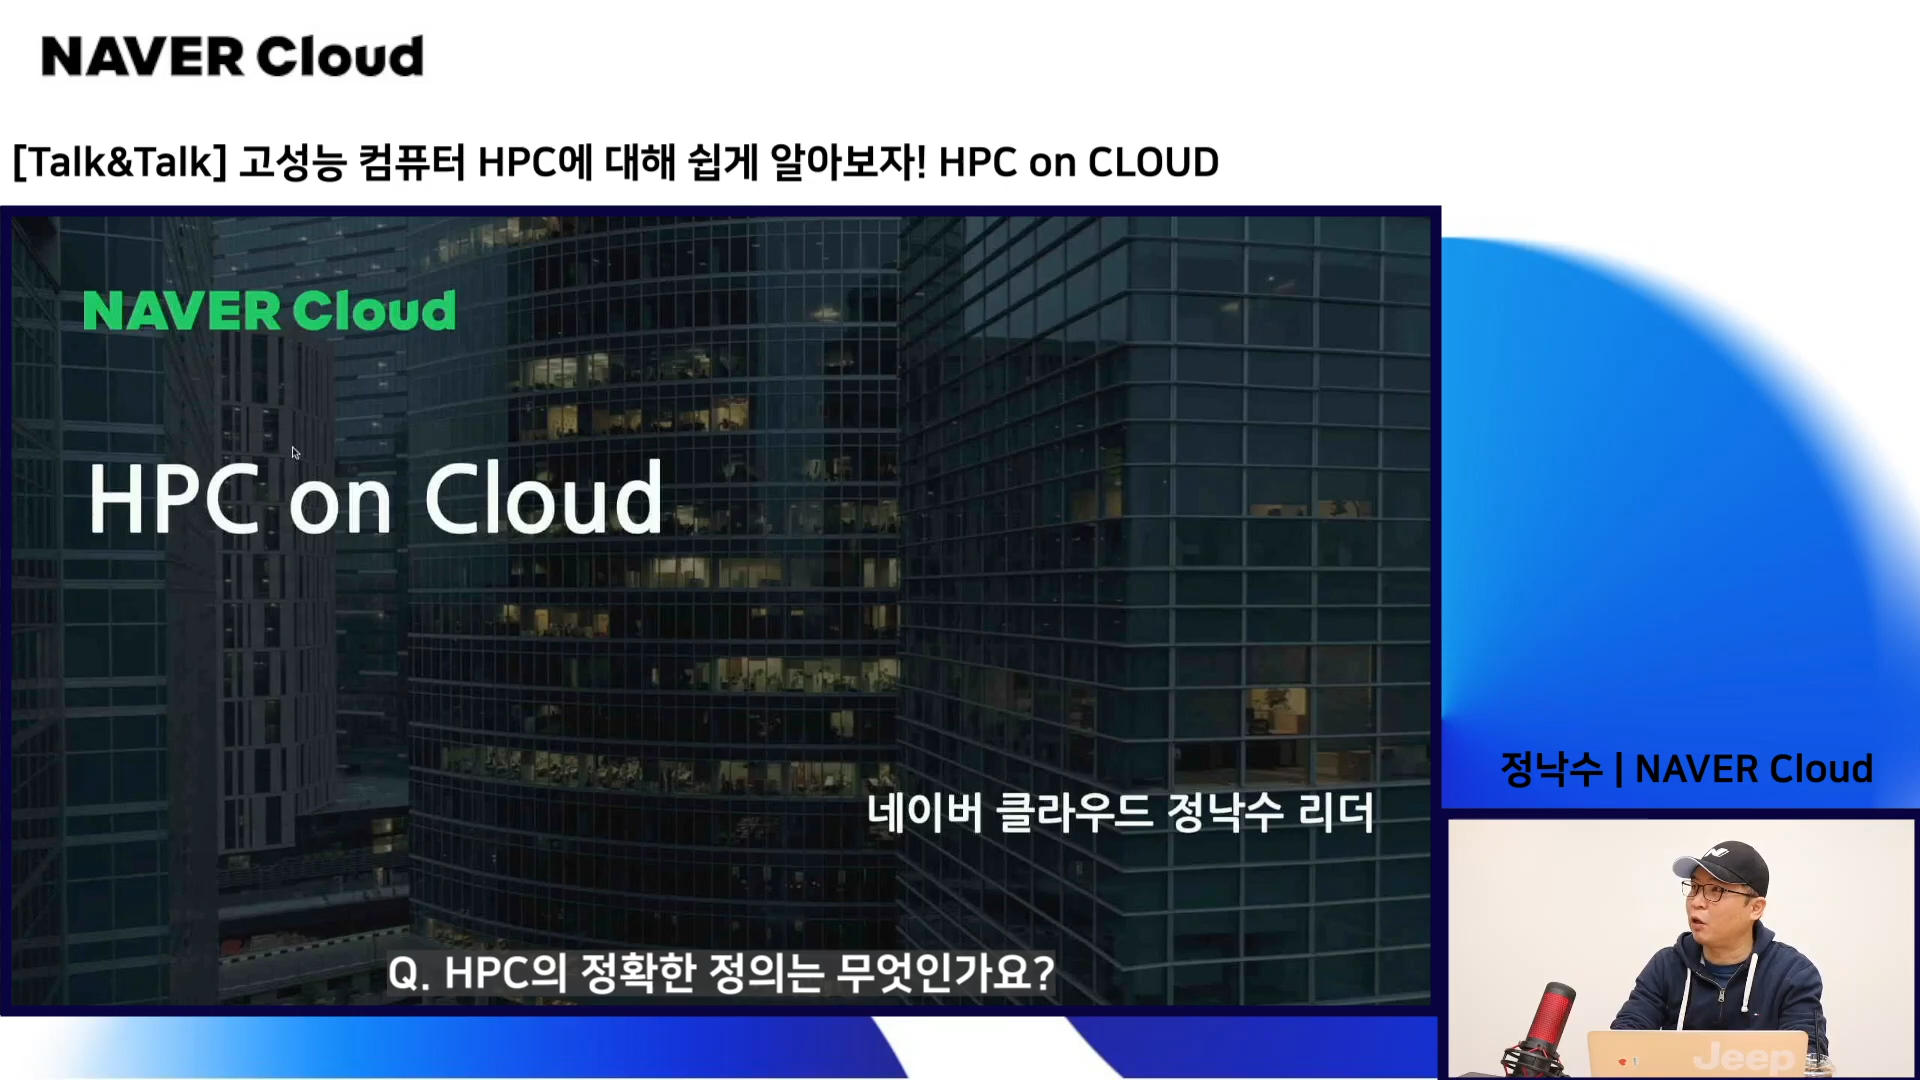 NAVER Cloud
[Talk&Talk] 고성능 컴퓨터 HPC에 대해 쉽게 알아보자! HPC on CLOUD
NAVER Cloud
HPC on Cloud
네이버 클라우드 정낙수 리더
Q. HPC의 정확한 정의는 무엇인가요?
정낙수 | NAVER Cloud
Jeep